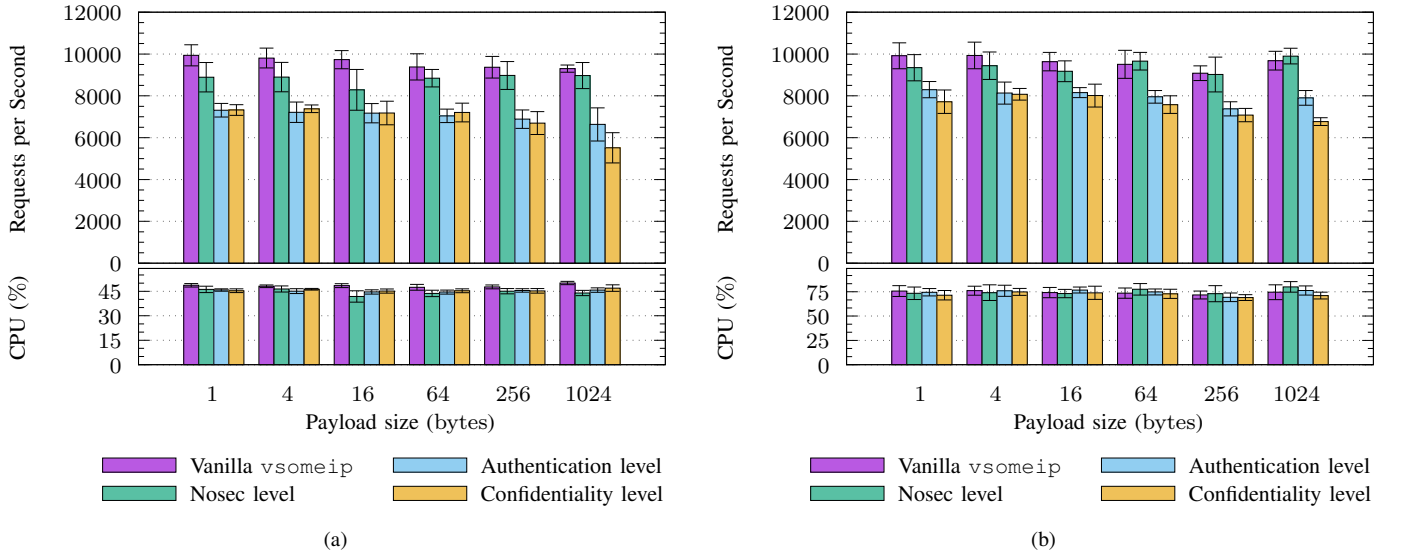 12000
10000
8000
6000
4000
2000
0
Requests per Second
45
30
15
0
CPU (%)
1 4 16 64 256 1024
Payload size (bytes)
Vanilla vsomeip
Nosec level
Authentication level
Confidentiality level
(a)
12000
10000
8000
6000
4000
2000
0
Requests per Second
75
50
25
0
CPU (%)
1 4 16 64 256 1024
Payload size (bytes)
Vanilla vsomeip
Nosec level
Authentication level
Confidentiality level
(b)